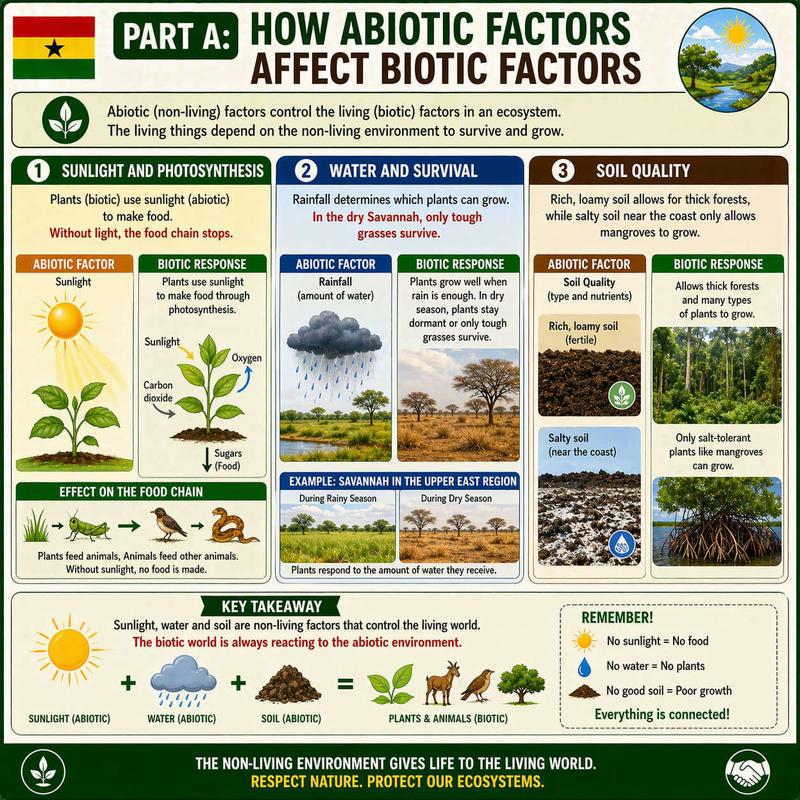 PART A:
HOW ABIOTIC FACTORS
AFFECT BIOTIC FACTORS
Abiotic (non-living) factors control the living (biotic) factors in an ecosystem.
The living things depend on the non-living environment to survive and grow.
1 SUNLIGHT AND PHOTOSYNTHESIS
Plants (biotic) use sunlight (abiotic)
to make food.
Without light, the food chain stops.
ABIOTIC FACTOR
Sunlight
BIOTIC RESPONSE
Plants use sunlight
to make food through
photosynthesis.
Sunlight
Oxygen
Carbon
dioxide
Sugars
(Food)
EFFECT ON THE FOOD CHAIN
Plants feed animals, Animals feed other animals.
Without sunlight, no food is made.
2 WATER AND SURVIVAL
Rainfall determines which plants can grow.
In the dry Savannah, only tough
grasses survive.
ABIOTIC FACTOR
Rainfall
(amount of water)
BIOTIC RESPONSE
Plants grow well when
rain is enough. In dry
season, plants stay
dormant or only tough
grasses survive.
EXAMPLE: SAVANNAH IN THE UPPER EAST REGION
During Rainy Season
During Dry Season
Plants respond to the amount of water they receive.
3 SOIL QUALITY
Rich, loamy soil allows for thick forests,
while salty soil near the coast only allows
mangroves to grow.
ABIOTIC FACTOR
Soil Quality
(type and nutrients)
Rich, loamy soil
(fertile)
Salty soil
(near the coast)
BIOTIC RESPONSE
Allows thick forests
and many types
of plants to grow.
Only salt-tolerant
plants like mangroves
can grow.
KEY TAKEAWAY
Sunlight, water and soil are non-living factors that control the living world.
The biotic world is always reacting to the abiotic environment.
+ + =
SUNLIGHT (ABIOTIC)
WATER (ABIOTIC)
SOIL (ABIOTIC)
PLANTS & ANIMALS (BIOTIC)
REMEMBER!
No sunlight = No food
No water = No plants
No good soil = Poor growth
Everything is connected!
THE NON-LIVING ENVIRONMENT GIVES LIFE TO THE LIVING WORLD.
RESPECT NATURE. PROTECT OUR ECOSYSTEMS.